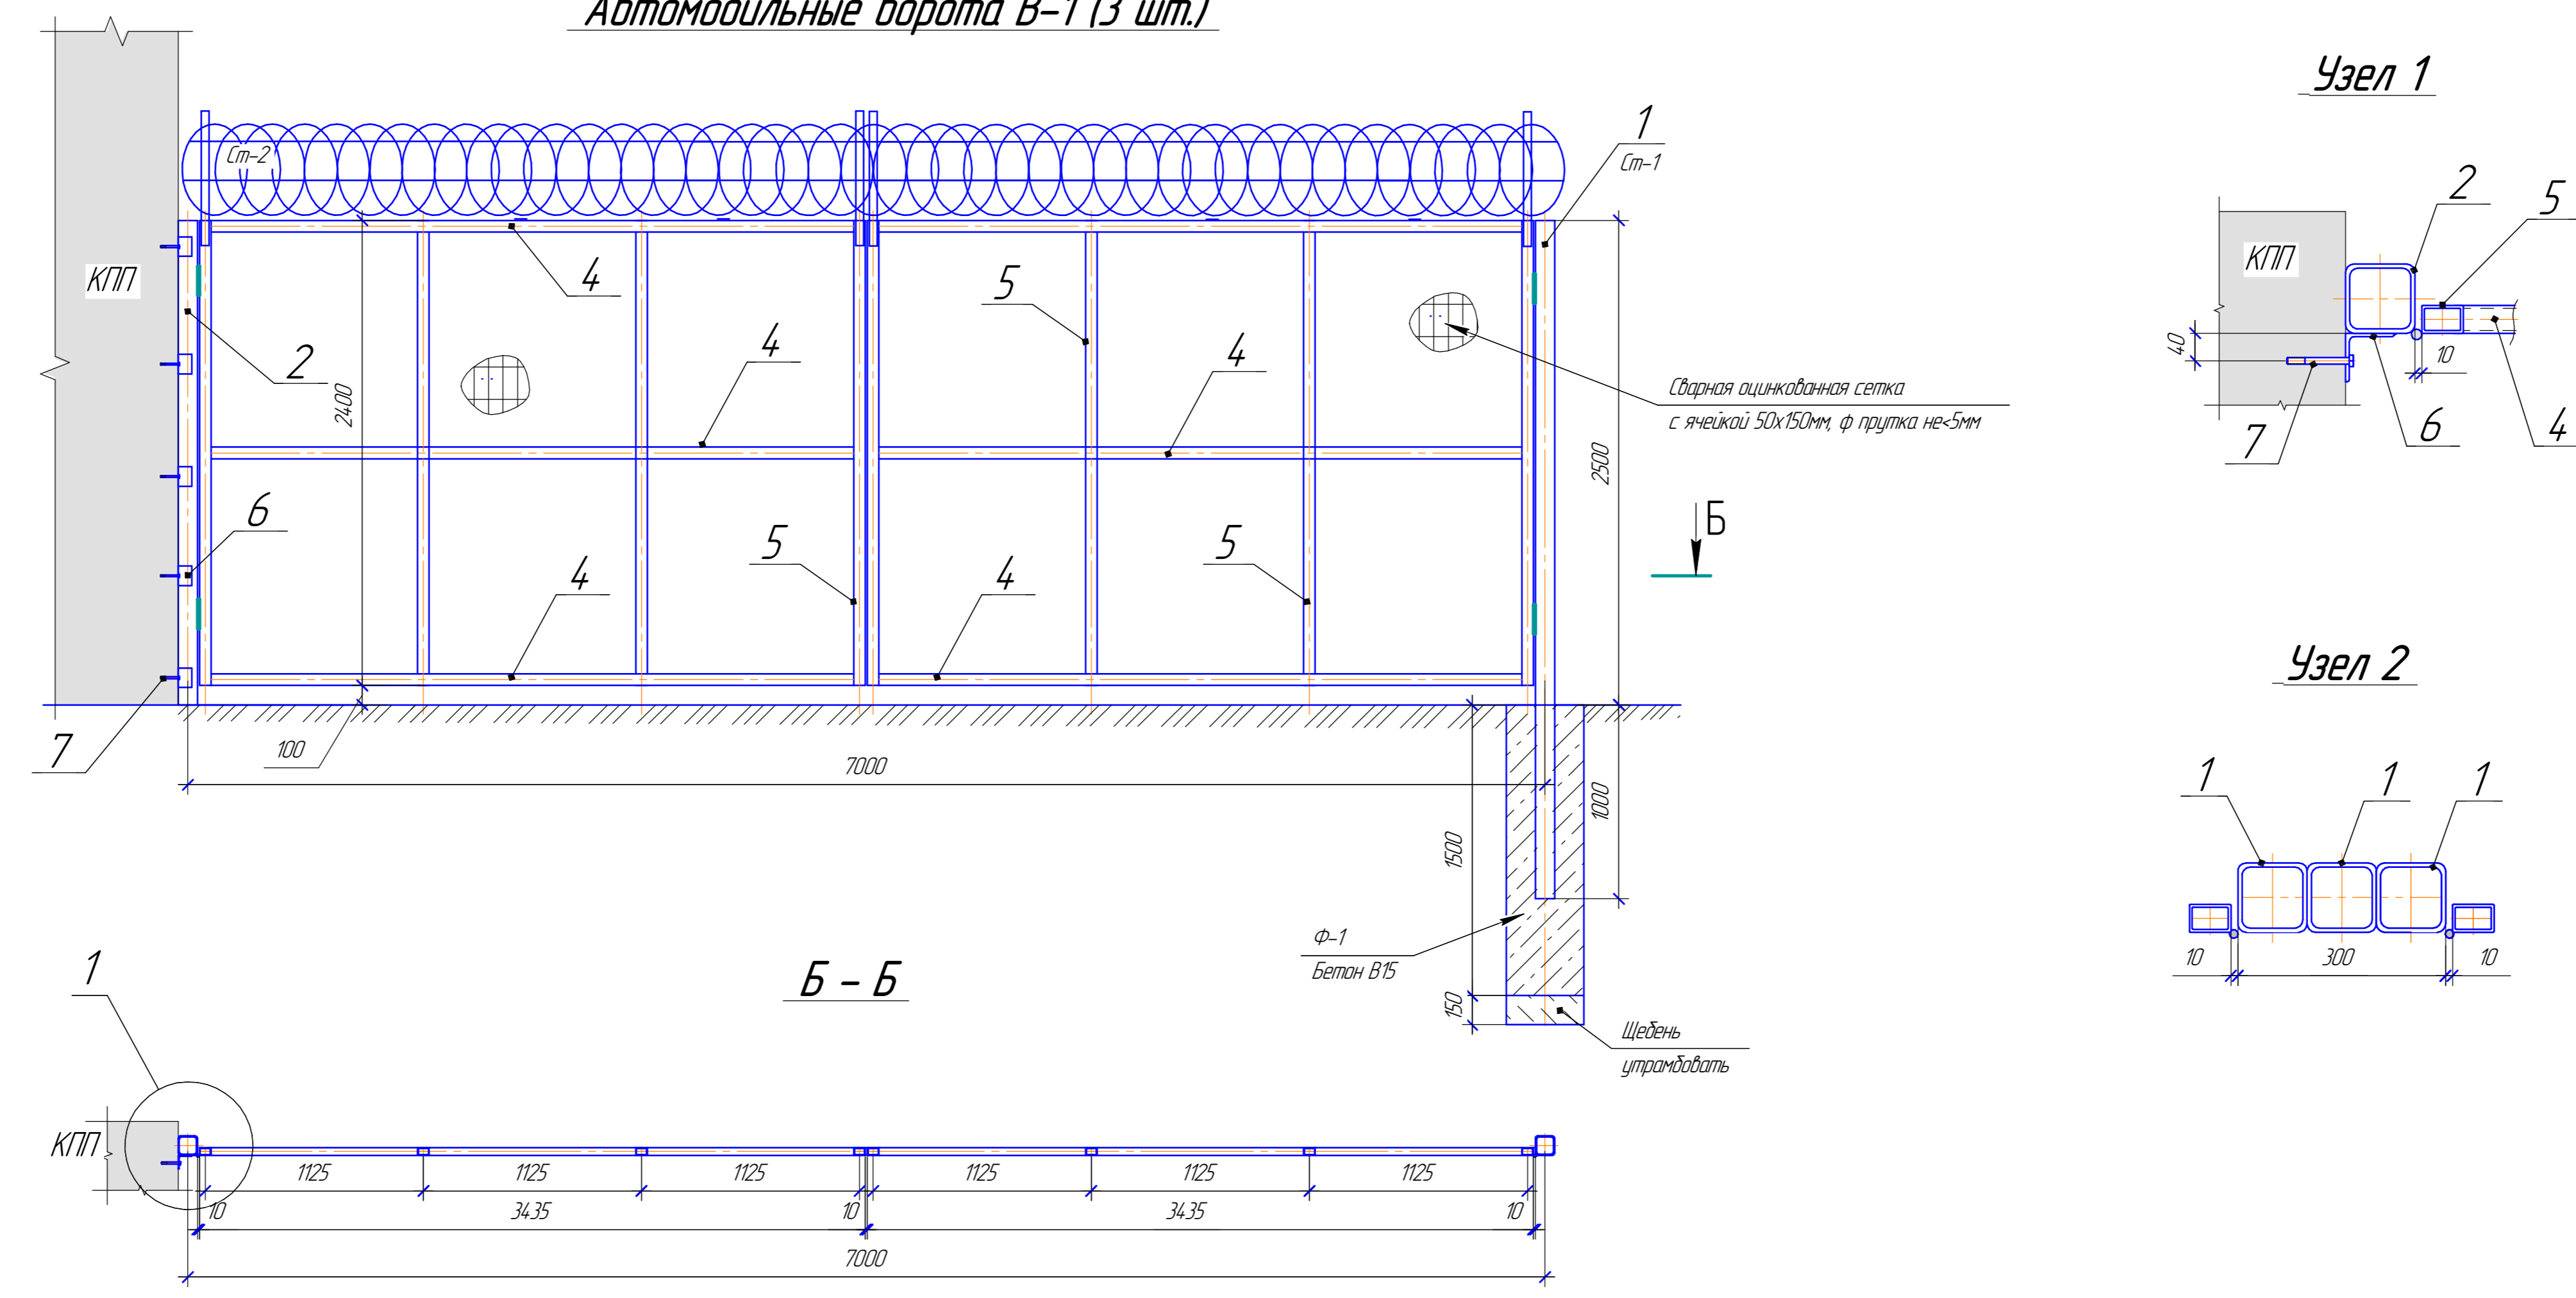 Автомобильные ворота В-1 (3 шт.)
Ст-2
1
Ст-1
КПП
4
5
4
4
2
2400
Сварная оцинкованная сетка
с ячейкой 50х150мм, ф прутка не<5мм
2500
6
5
5
4
4
Б
7
100
7000
1000
1500
150
Ф-1
Бетон В15
Щебень
утрамбовать
Б - Б
1
КПП
1125
1125
1125
1125
1125
1125
10
3435
10
3435
10
7000
Узел 1
2
5
КПП
40
10
7
6
4
Узел 2
1
1
1
10
300
10